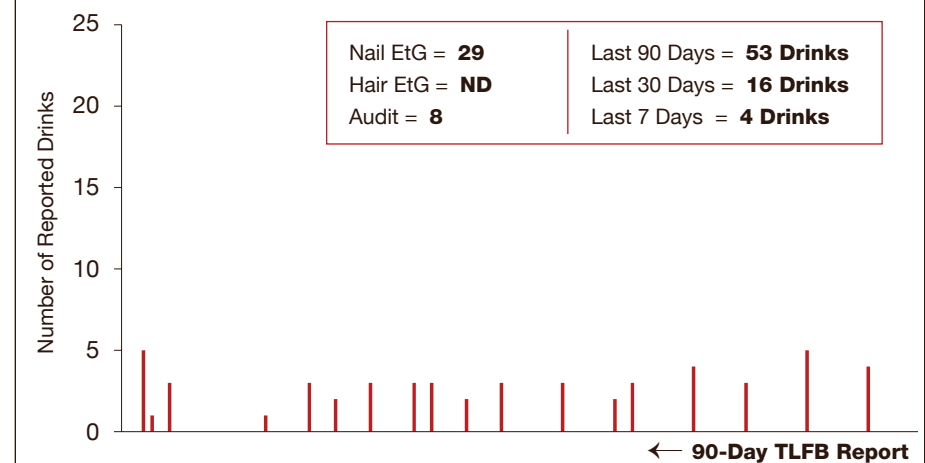 Number of Reported Drinks
25
20
15
10
5
0
Nail EtG = 29
Hair EtG = ND
Audit = 8
Last 90 Days = 53 Drinks
Last 30 Days = 16 Drinks
Last 7 Days = 4 Drinks
← 90-Day TLFB Report